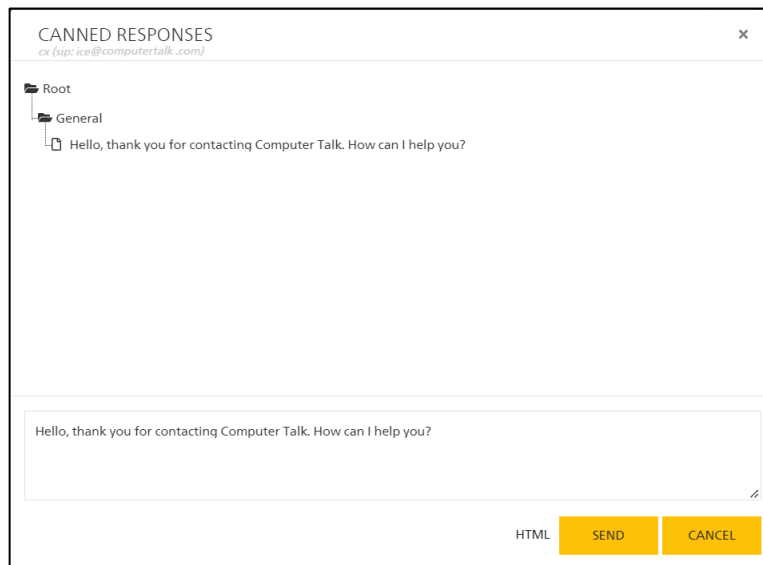 CANNED RESPONSES
cx (sip: ice@computertalk .com)
Root
General
Hello, thank you for contacting Computer Talk. How can I help you?
Hello, thank you for contacting Computer Talk. How can I help you?
HTML SEND CANCEL